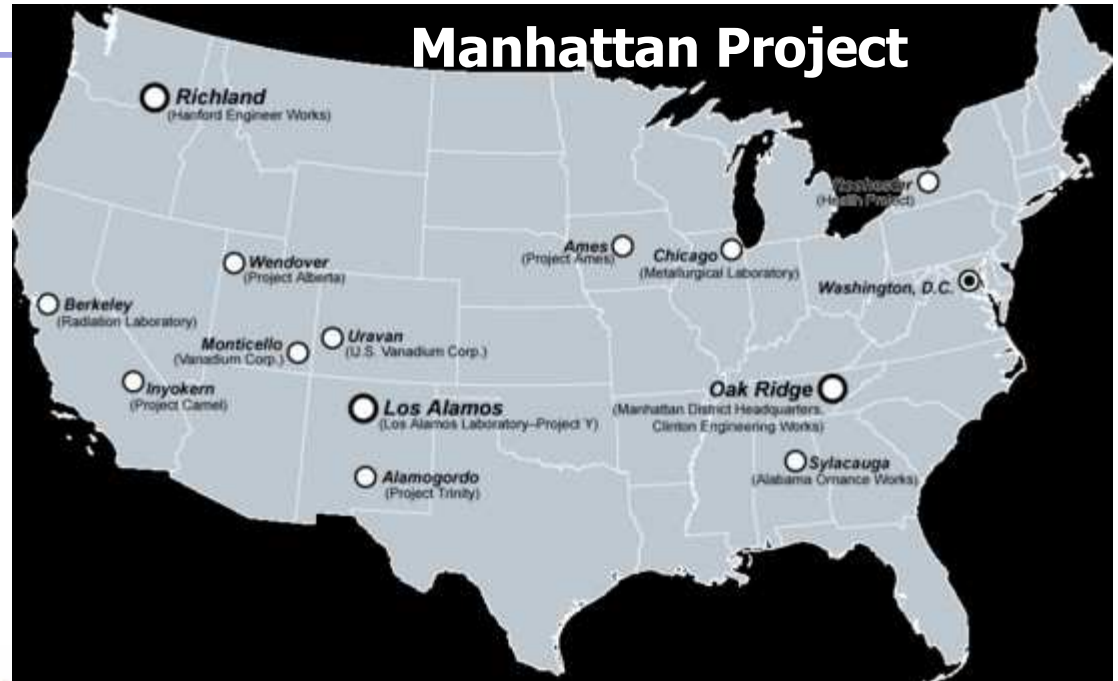 Manhattan Project
Richland
(Hanford Engineer Works)
Rochester
(Health Project)
Ames
(Project Ames)
Chicago
(Metallurgical Laboratory)
Wendover
(Project Alberta)
Washington, D.C.
Berkeley
(Radiation Laboratory)
Monticello
(Vanadium Corp.)
Uravan
(U.S. Vanadium Corp.)
Inyokern
(Project Camel)
Oak Ridge
(Manhattan District Headquarters.
Clinton Engineering Works)
Los Alamos
(Los Alamos Laboratory–Project Y)
Sylacauga
(Alabama Ornance Works)
Alamogordo
(Project Trinity)